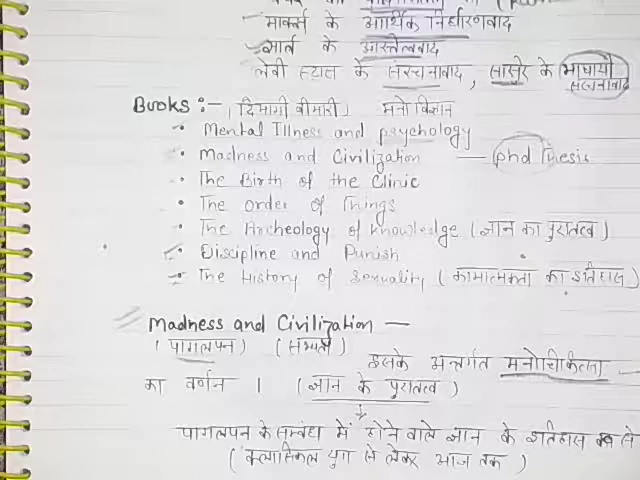 मार्क्स के आर्थिक निर्धारणवाद
सार्त्र के अस्तित्ववाद
लेवी स्ट्रास के संरचनावाद, सासुर के भाषायी संरचनावाद
Books :- (दिमागी बीमारी) मनोविज्ञान
• Mental Illness and psychology
• Madness and Civilization — phd thesis
• The Birth of the Clinic
• The order of Things
• The Archeology of Knowledge (ज्ञान का पुरातत्व)
• Discipline and Punish
• The History of Sexuality (कामात्मकता का इतिहास)
Madness and Civilization —
(पागलपन) (सभ्यता)
इसके अन्तर्गत मनोचिकित्सा
का वर्णन । (ज्ञान के पुरातत्व)
पागलपन के सम्बंध में होने वाले ज्ञान के इतिहास
(क्लासिकल युग से लेकर आज तक)